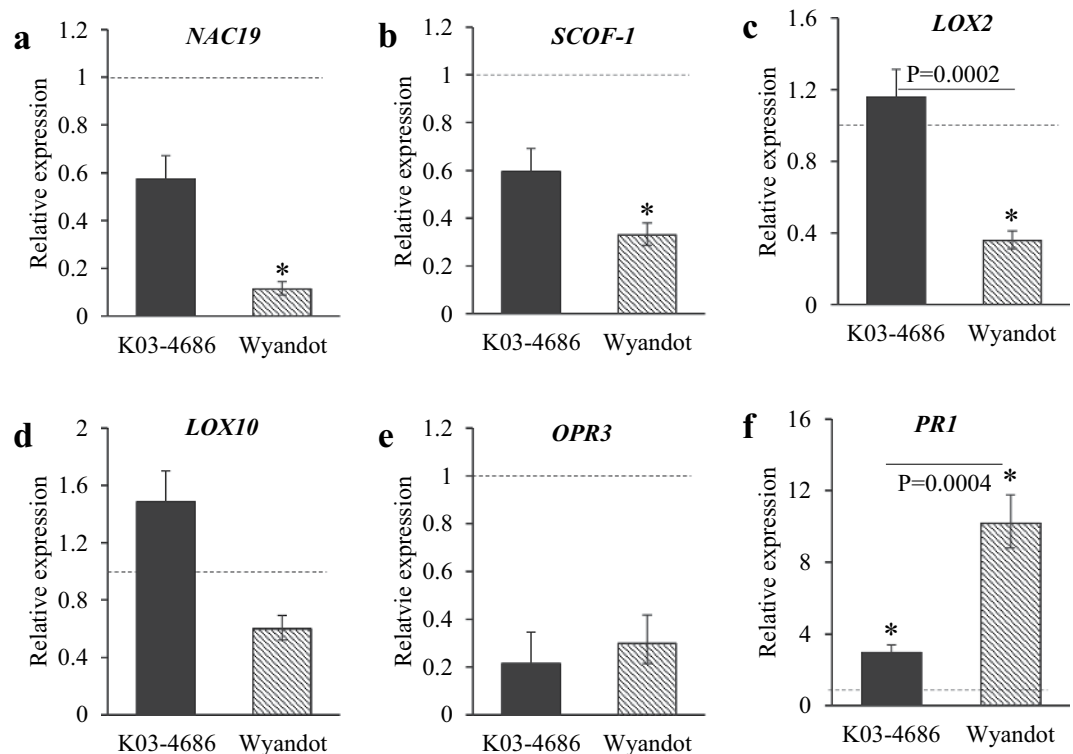 a
NAC19
Relative expression
1.2
1
0.8
0.6
0.4
0.2
0
*
K03-4686 Wyandot
b
SCOF-1
Relative expression
1.2
1
0.8
0.6
0.4
0.2
0
*
K03-4686 Wyandot
c
LOX2
Relative expression
1.6
1.2
0.8
0.4
0
P=0.0002
*
K03-4686 Wyandot
d
LOX10
Relative expression
2
1.6
1.2
0.8
0.4
0
K03-4686 Wyandot
e
OPR3
Relatvie expression
1.2
1
0.8
0.6
0.4
0.2
0
K03-4686 Wyandot
f
PR1
Relative expression
16
12
8
4
0
P=0.0004
*
*
K03-4686 Wyandot